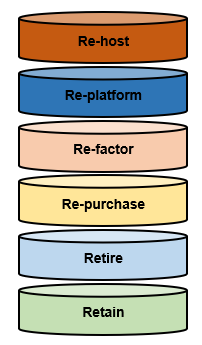 Re-host
Re-platform
Re-factor
Re-purchase
Retire
Retain